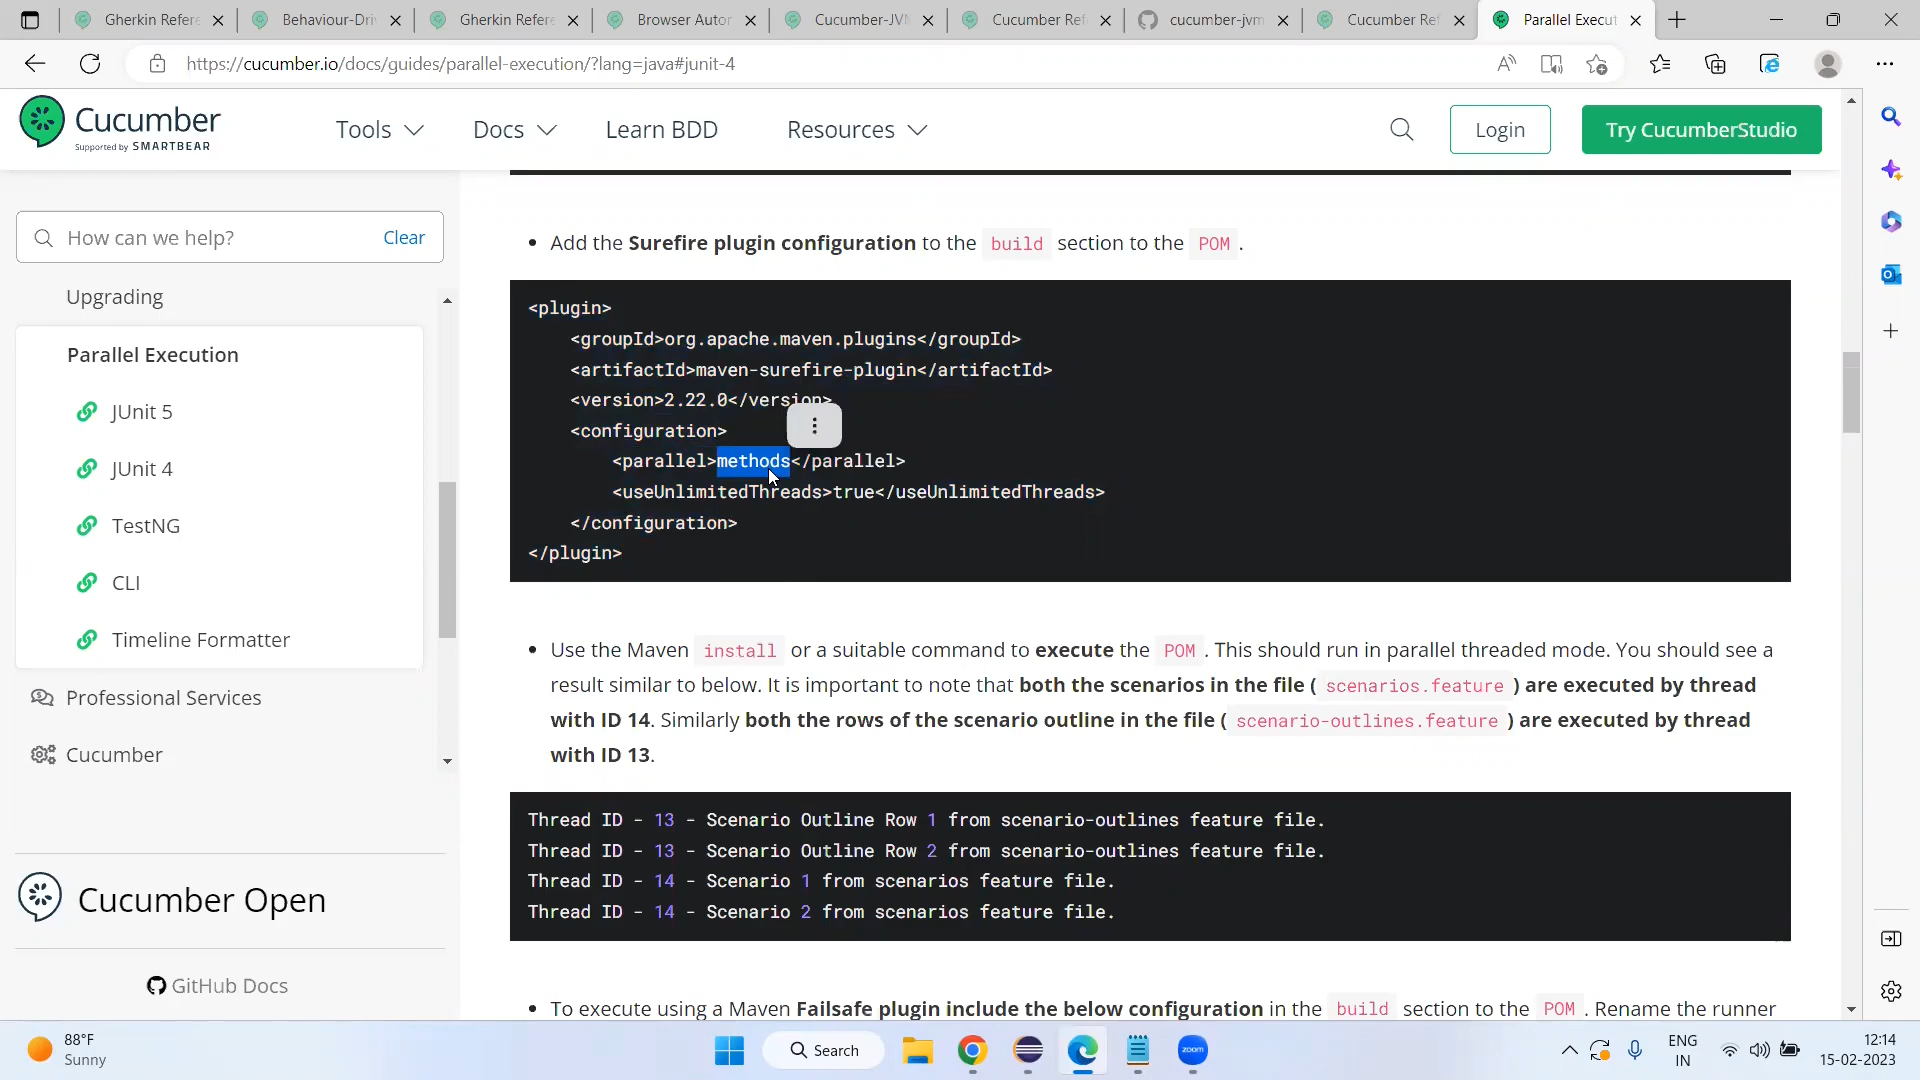 Gherkin Refere
Behaviour-Dri
Gherkin Refere
Browser Autor
Cucumber-JVM
Cucumber Ref
cucumber-jvm
Cucumber Ref
Parallel Execut
https://cucumber.io/docs/guides/parallel-execution/?lang=java#junit-4
Cucumber
Supported by SMARTBEAR
Tools
Docs
Learn BDD
Resources
Login
Try CucumberStudio
How can we help?
Clear
Upgrading
Parallel Execution
JUnit 5
JUnit 4
TestNG
CLI
Timeline Formatter
Professional Services
Cucumber
Cucumber Open
GitHub Docs
• Add the Surefire plugin configuration to the build section to the POM .
<plugin>
<groupId>org.apache.maven.plugins</groupId>
<artifactId>maven-surefire-plugin</artifactId>
<version>2.22.0</version>
<configuration>
<parallel>methods</parallel>
<useUnlimitedThreads>true</useUnlimitedThreads>
</configuration>
</plugin>
• Use the Maven install or a suitable command to execute the POM . This should run in parallel threaded mode. You should see a
result similar to below. It is important to note that both the scenarios in the file ( scenarios.feature ) are executed by thread
with ID 14. Similarly both the rows of the scenario outline in the file ( scenario-outlines.feature ) are executed by thread
with ID 13.
Thread ID - 13 - Scenario Outline Row 1 from scenario-outlines feature file.
Thread ID - 13 - Scenario Outline Row 2 from scenario-outlines feature file.
Thread ID - 14 - Scenario 1 from scenarios feature file.
Thread ID - 14 - Scenario 2 from scenarios feature file.
• To execute using a Maven Failsafe plugin include the below configuration in the build section to the POM . Rename the runner
88°F
Sunny
Search
zoom
ENG
IN
12:14
15-02-2023